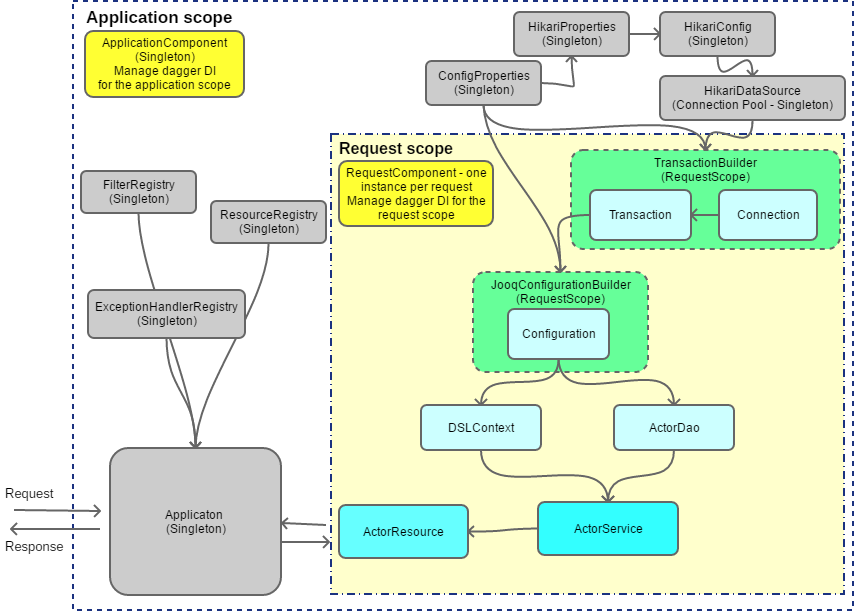 Application scope
ApplicationComponent
(Singleton)
Manage dagger DI
for the application scope
HikariProperties
(Singleton)
HikariConfig
(Singleton)
ConfigProperties
(Singleton)
HikariDataSource
(Connection Pool - Singleton)
Request scope
RequestComponent - one
instance per request
Manage dagger DI for the
request scope
TransactionBuilder
(RequestScope)
Transaction
Connection
FilterRegistry
(Singleton)
ResourceRegistry
(Singleton)
ExceptionHandlerRegistry
(Singleton)
JooqConfigurationBuilder
(RequestScope)
Configuration
DSLContext
ActorDao
Request
Response
Applicaton
(Singleton)
ActorResource
ActorService